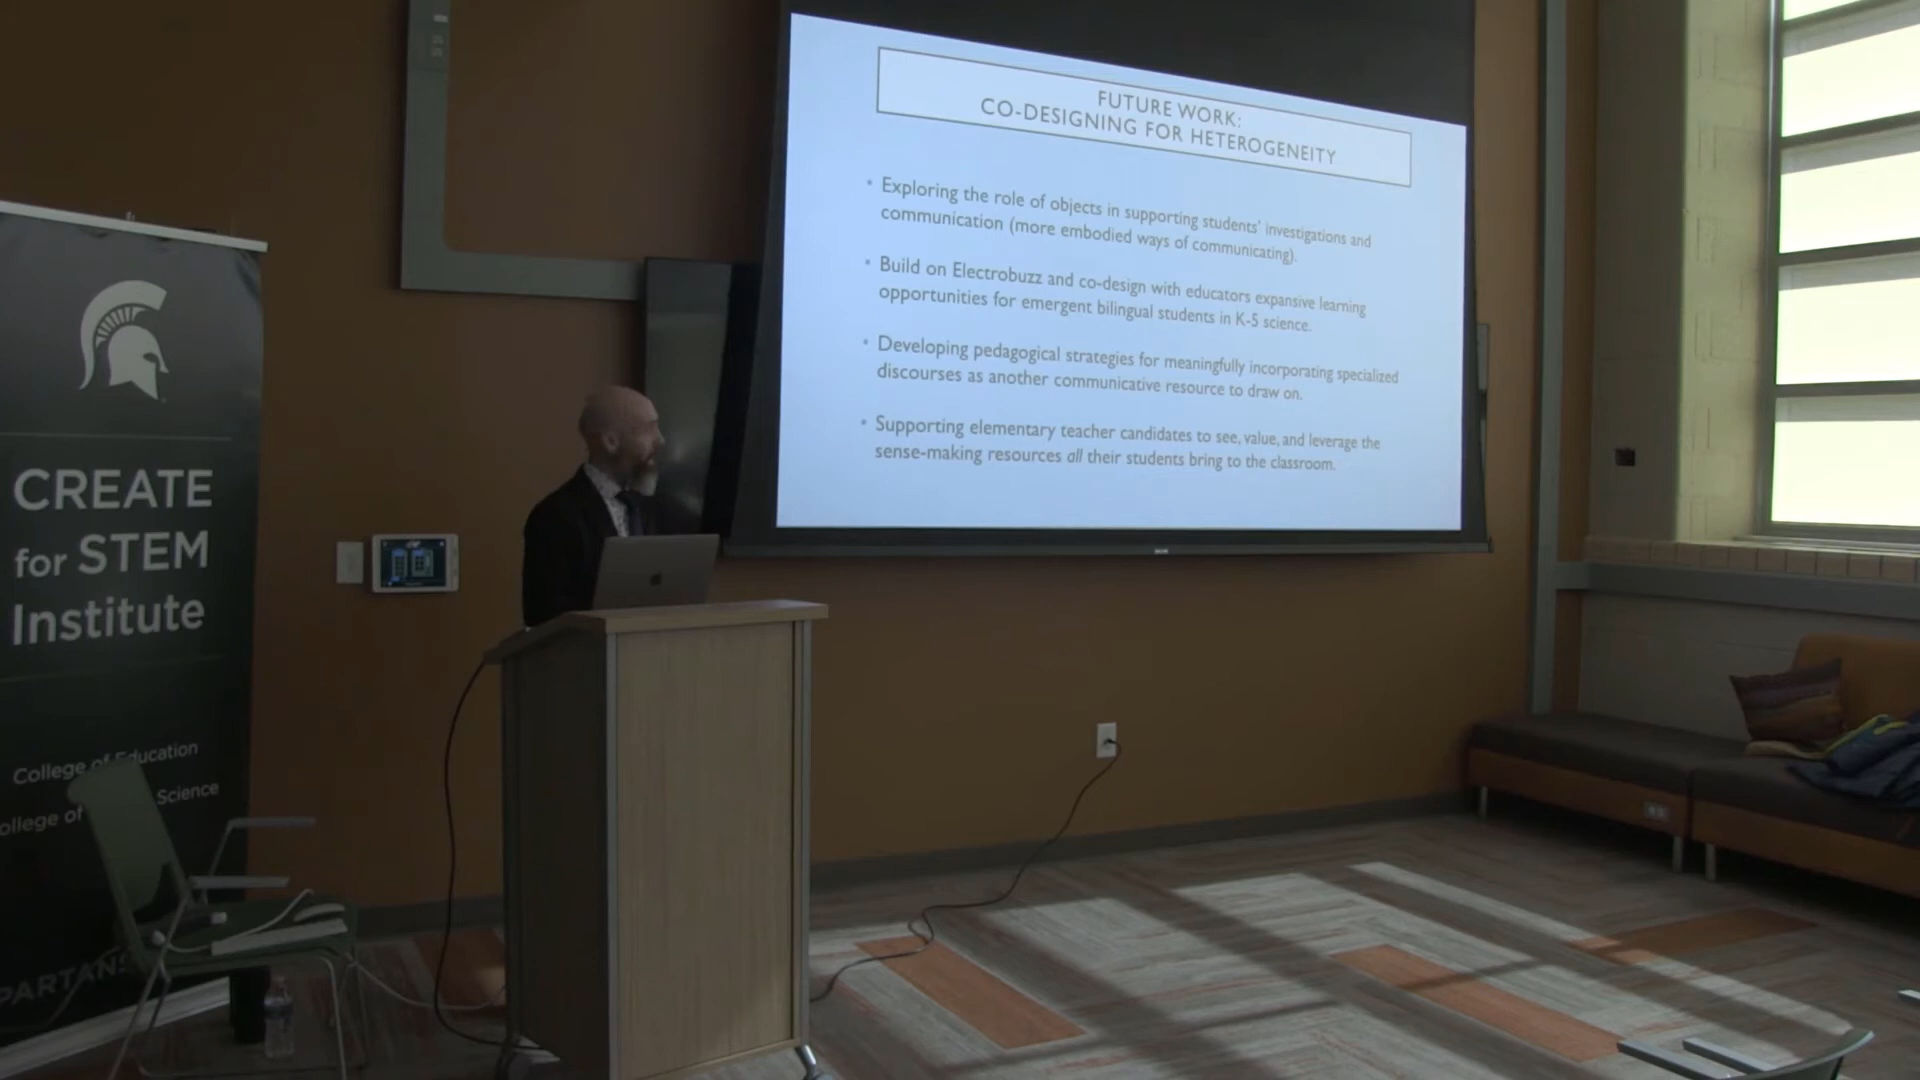 FUTURE WORK:
CO-DESIGNING FOR HETEROGENEITY
• Exploring the role of objects in supporting students' investigations and
communication (more embodied ways of communicating).
• Build on Electrobuzz and co-design with educators expansive learning
opportunities for emergent bilingual students in K-5 science.
• Developing pedagogical strategies for meaningfully incorporating specialized
discourses as another communicative resource to draw on.
• Supporting elementary teacher candidates to see, value, and leverage the
sense-making resources all their students bring to the classroom.
CREATE
for STEM
Institute
College of Education
College of Science